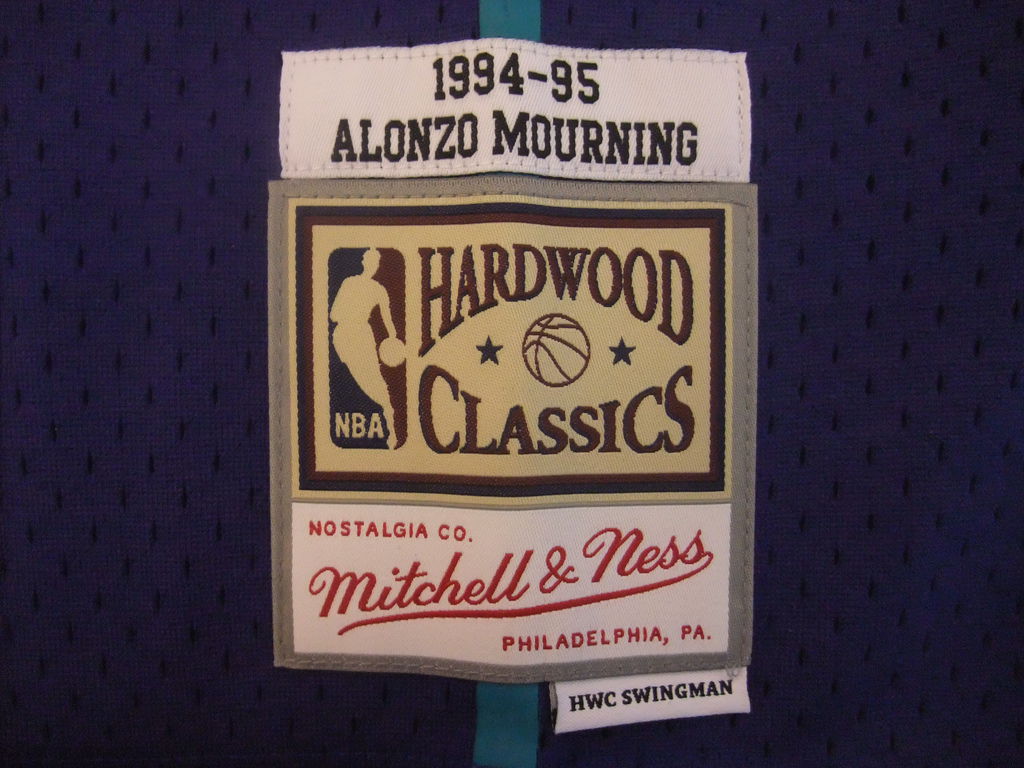 1994-95
ALONZO MOURNING
HARDWOOD
CLASSICS
NBA
NOSTALGIA CO.
Mitchell & Ness
PHILADELPHIA, PA.
HWC SWINGMAN